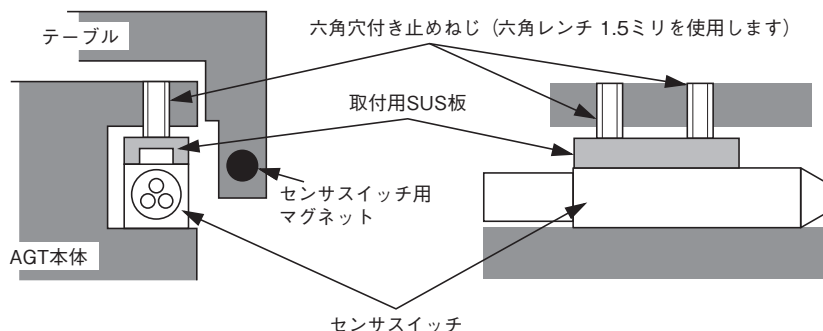 テーブル
六角穴付き止めねじ（六角レンチ 1.5ミリを使用します）
取付用SUS板
センサスイッチ用
マグネット
AGT本体
センサスイッチ